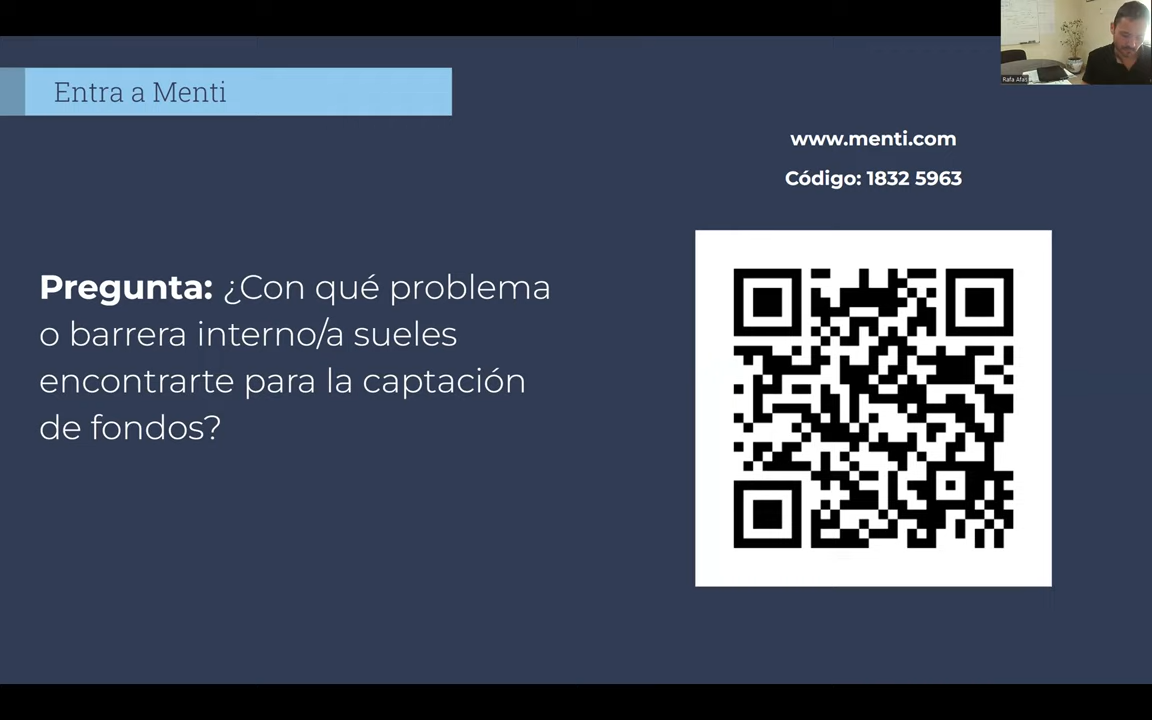 Entra a Menti
www.menti.com
Código: 1832 5963
Pregunta: ¿Con qué problema
o barrera interno/a sueles
encontrarte para la captación
de fondos?